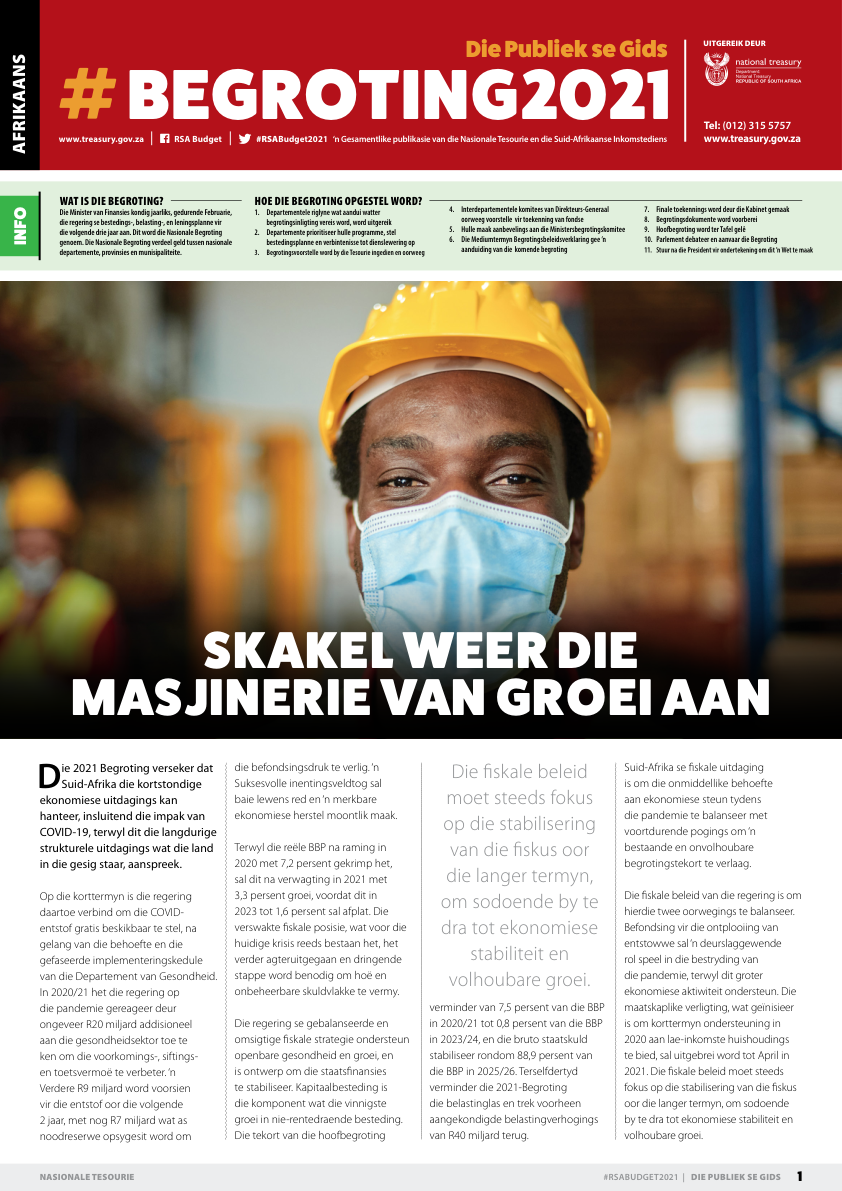 AFRIKAANS
Die Publiek se Gids
# BEGROTING2021
www.treasury.gov.za | RSA Budget | #RSABudget2021 'n Gesamentlike publikasie van die Nasionale Tesourie en die Suid-Afrikaanse Inkomstediens
UITGEREIK DEUR
national treasury
Department:
National Treasury
REPUBLIC OF SOUTH AFRICA
Tel: (012) 315 5757
www.treasury.gov.za
INFO
WAT IS DIE BEGROTING?
Die Minister van Finansies kondig jaarliks, gedurende Februarie,
die regering se bestedings-, belasting-, en leningsplanne vir
die volgende drie jaar aan. Dit word die Nasionale Begroting
genoem. Die Nasionale Begroting verdeel geld tussen nasionale
departemente, provinsies en munisipaliteite.
HOE DIE BEGROTING OPGESTEL WORD?
1. Departementele riglyne wat aandui watter
begrotingsinligting vereis word, word uitgereik
2. Departemente prioritiseer hulle programme, stel
bestedingsplanne en verbintenisse tot dienslewering op
3. Begrotingsvoorstelle word by die Tesourie ingedien en oorweeg
4. Interdepartementele komitees van Direkteurs-Generaal
oorweeg voorstelle vir toekenning van fondse
5. Hulle maak aanbevelings aan die Ministersbegrotingskomitee
6. Die Mediumtermyn Begrotingsbeleidsverklaring gee 'n
aanduiding van die komende begroting
7. Finale toekennings word deur die Kabinet gemaak
8. Begrotingsdokumente word voorberei
9. Hoofbegroting word ter Tafel gelê
10. Parlement debateer en aanvaar die Begroting
11. Stuur na die President vir ondertekening om dit 'n Wet te maak
SKAKEL WEER DIE
MASJINERIE VAN GROEI AAN
Die 2021 Begroting verseker dat
Suid-Afrika die kortstondige
ekonomiese uitdagings kan
hanteer, insluitend die impak van
COVID-19, terwyl dit die langdurige
strukturele uitdagings wat die land
in die gesig staar, aanspreek.
Op die korttermyn is die regering
daartoe verbind om die COVID-
entstof gratis beskikbaar te stel, na
gelang van die behoefte en die
gefaseerde implementeringskedule
van die Departement van Gesondheid.
In 2020/21 het die regering op
die pandemie gereageer deur
ongeveer R20 miljard addisioneel
aan die gesondheidsektor toe te
ken om die voorkomings-, siftings-
en toetsvermoë te verbeter. 'n
Verdere R9 miljard word voorsien
vir die entstof oor die volgende
2 jaar, met nog R7 miljard wat as
noodreserwe opsygesit word om
die befondsingsdruk te verlig. 'n
Suksesvolle inentingsveldtog sal
baie lewens red en 'n merkbare
ekonomiese herstel moontlik maak.
Terwyl die reële BBP na raming in
2020 met 7,2 persent gekrimp het,
sal dit na verwagting in 2021 met
3,3 persent groei, voordat dit in
2023 tot 1,6 persent sal afplat. Die
verswakte fiskale posisie, wat voor die
huidige krisis reeds bestaan het, het
verder agteruitgegaan en dringende
stappe word benodig om hoë en
onbeheerbare skuldvlakke te vermy.
Die regering se gebalanseerde en
omsigtige fiskale strategie ondersteun
openbare gesondheid en groei, en
is ontwerp om die staatsfinansies
te stabiliseer. Kapitaalbesteding is
die komponent wat die vinnigste
groei in nie-rentedraende besteding.
Die tekort van die hoofbegroting
Die fiskale beleid
moet steeds fokus
op die stabilisering
van die fiskus oor
die langer termyn,
om sodoende by te
dra tot ekonomiese
stabiliteit en
volhoubare groei.
verminder van 7,5 persent van die BBP
in 2020/21 tot 0,8 persent van die BBP
in 2023/24, en die bruto staatskuld
stabiliseer rondom 88,9 persent van
die BBP in 2025/26. Terselfdertyd
verminder die 2021-Begroting
die belastinglas en trek voorheen
aangekondigde belastingverhogings
van R40 miljard terug.
Suid-Afrika se fiskale uitdaging
is om die onmiddellike behoefte
aan ekonomiese steun tydens
die pandemie te balanseer met
voortdurende pogings om 'n
bestaande en onvolhoubare
begrotingstekort te verlaag.
Die fiskale beleid van die regering is om
hierdie twee oorwegings te balanseer.
Befondsing vir die ontplooiing van
entstowwe sal 'n deurslaggewende
rol speel in die bestryding van
die pandemie, terwyl dit groter
ekonomiese aktiwiteit ondersteun. Die
maatskaplike verligting, wat geïnisieer
is om korttermyn ondersteuning in
2020 aan lae-inkomste huishoudings
te bied, sal uitgebrei word tot April in
2021. Die fiskale beleid moet steeds
fokus op die stabilisering van die fiskus
oor die langer termyn, om sodoende
by te dra tot ekonomiese stabiliteit en
volhoubare groei.
NASIONALE TESOURIE
#RSABUDGET2021 | DIE PUBLIEK SE GIDS 1